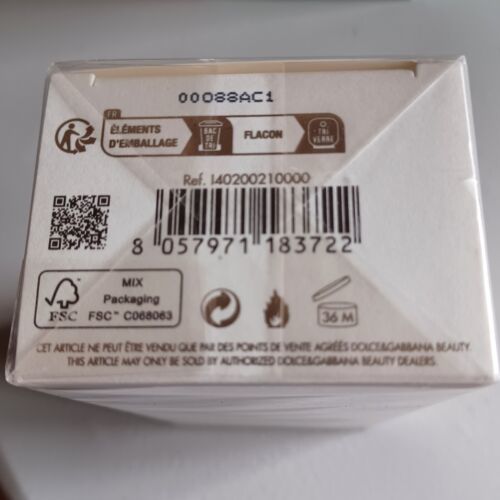 00088AC1
FR
ÉLÉMENTS
D'EMBALLAGE
BAC
DE
TRI
FLACON
TRI
VERRE
Ref. I40200210000
8 057971 183722
MIX
Packaging
FSC™ C068063
FSC
36 M
CET ARTICLE NE PEUT ÊTRE VENDU QUE PAR DES POINTS DE VENTE AGRÉÉS DOLCE&GABBANA BEAUTY.
THIS ARTICLE MAY ONLY BE SOLD BY AUTHORIZED DOLCE&GABBANA BEAUTY DEALERS.